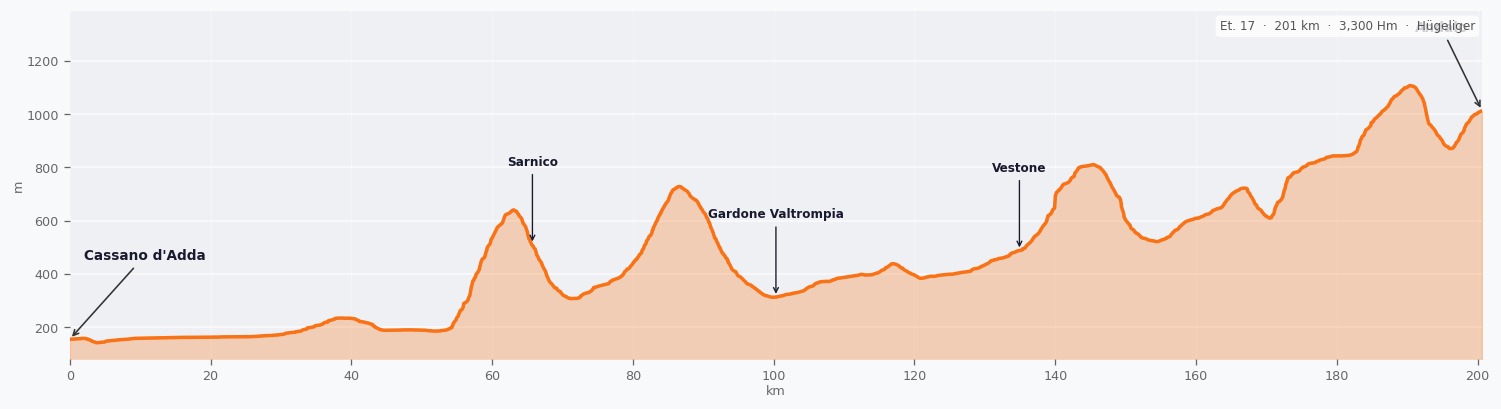 Et. 17 · 201 km · 3,300 Hm · Hügeliger
1200
1000
800
600
400
200
m
Sarnico
Vestone
Gardone Valtrompia
Cassano d'Adda
0 20 40 60 80 100 120 140 160 180 200
km